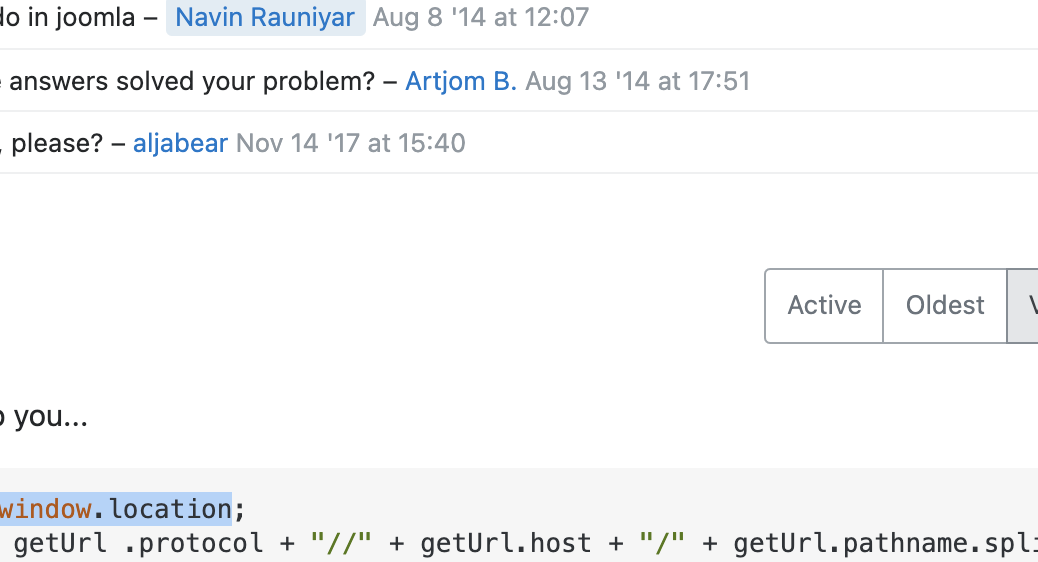 do in joomla – Navin Rauniyar Aug 8 '14 at 12:07
answers solved your problem? – Artjom B. Aug 13 '14 at 17:51
, please? – aljabear Nov 14 '17 at 15:40
Active Oldest
you...
window.location;
getUrl .protocol + "//" + getUrl.host + "/" + getUrl.pathname.spli